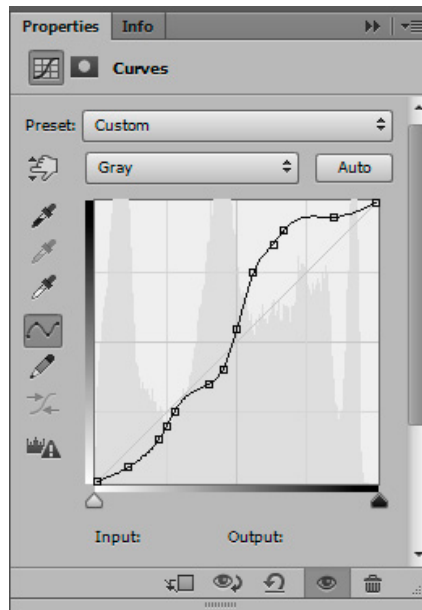 Properties Info
Curves
Preset: Custom
Gray Auto
Input: Output: